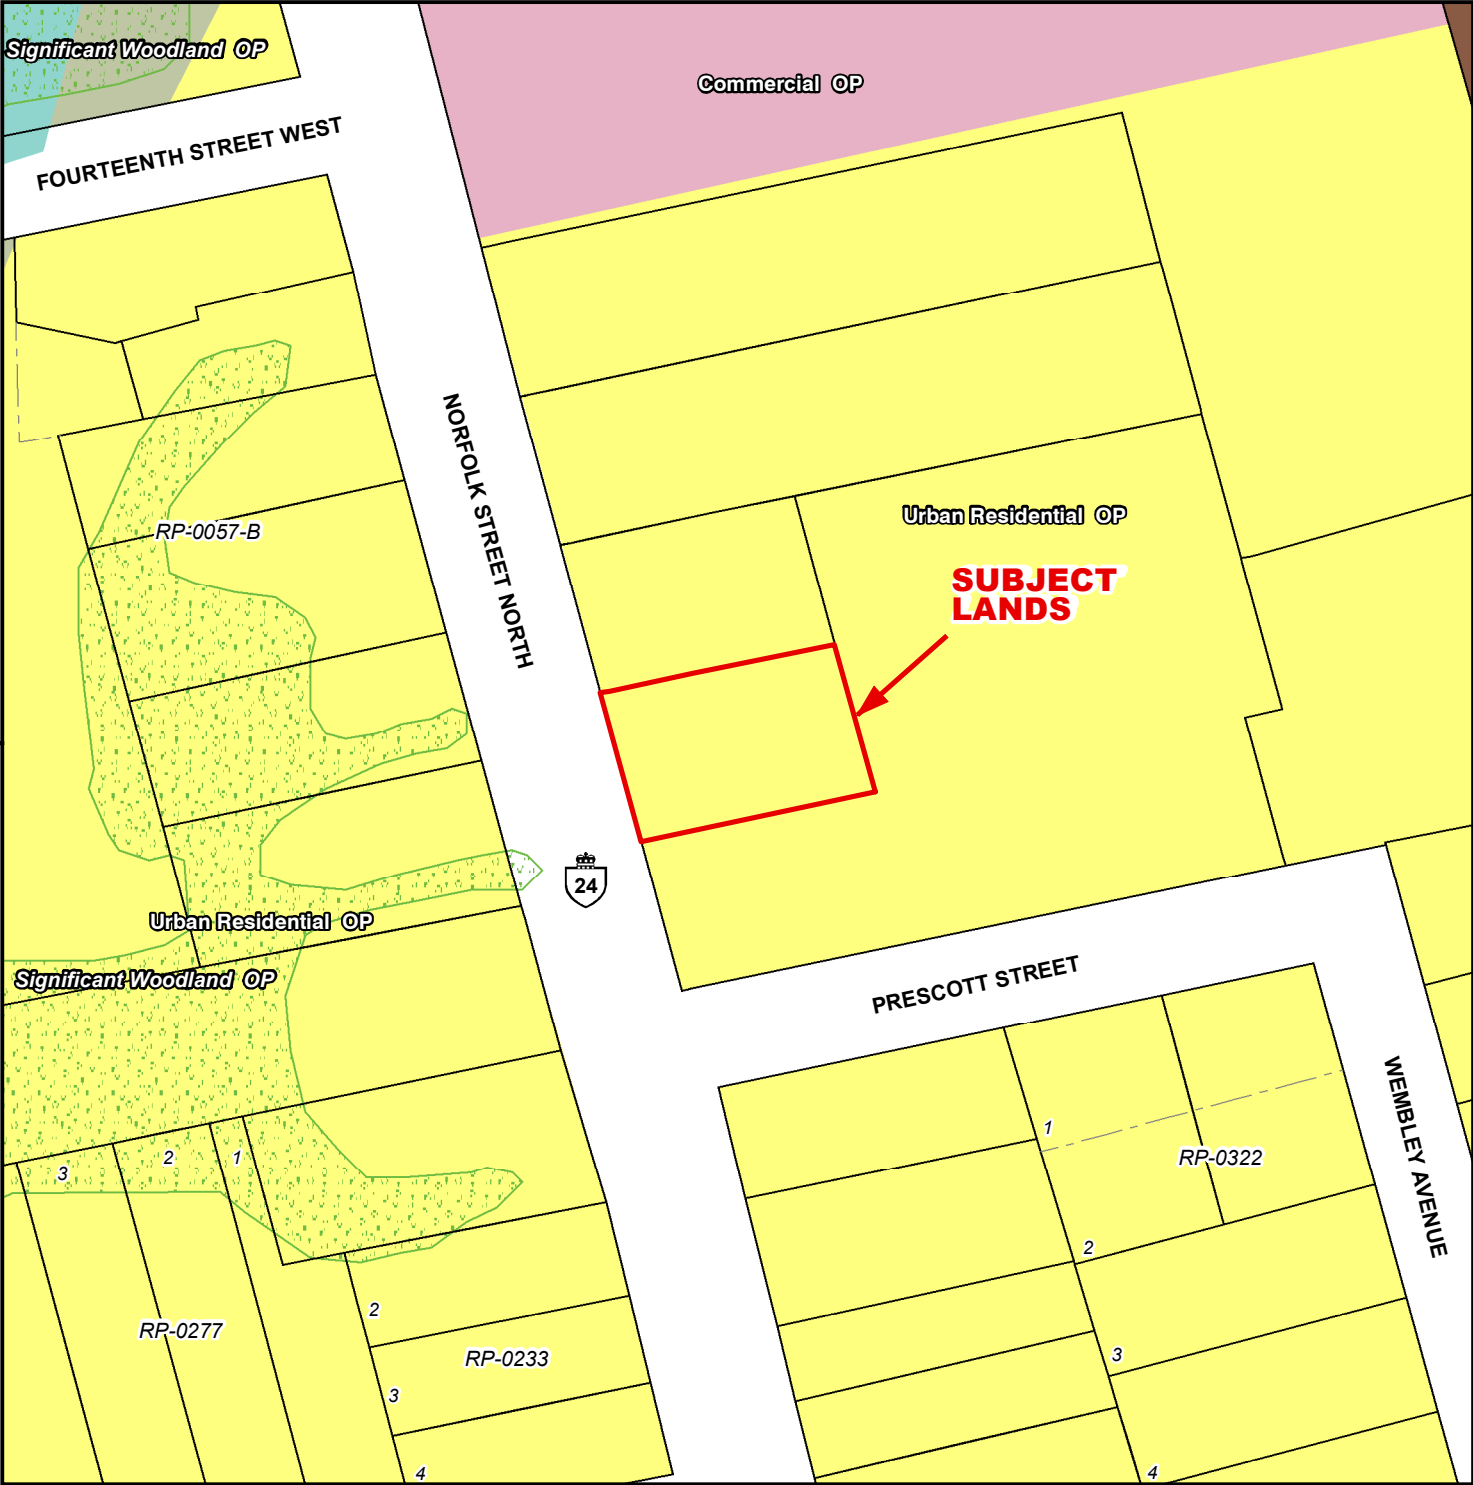 Significant Woodland OP
Commercial OP
FOURTEENTH STREET WEST
NORFOLK STREET NORTH
RP-0057-B
Urban Residential OP
SUBJECT
LANDS
24
Urban Residential OP
Significant Woodland OP
PRESCOTT STREET
WEMBLEY AVENUE
1
RP-0322
3
2
1
2
2
RP-0277
RP-0233
3
3
4
4